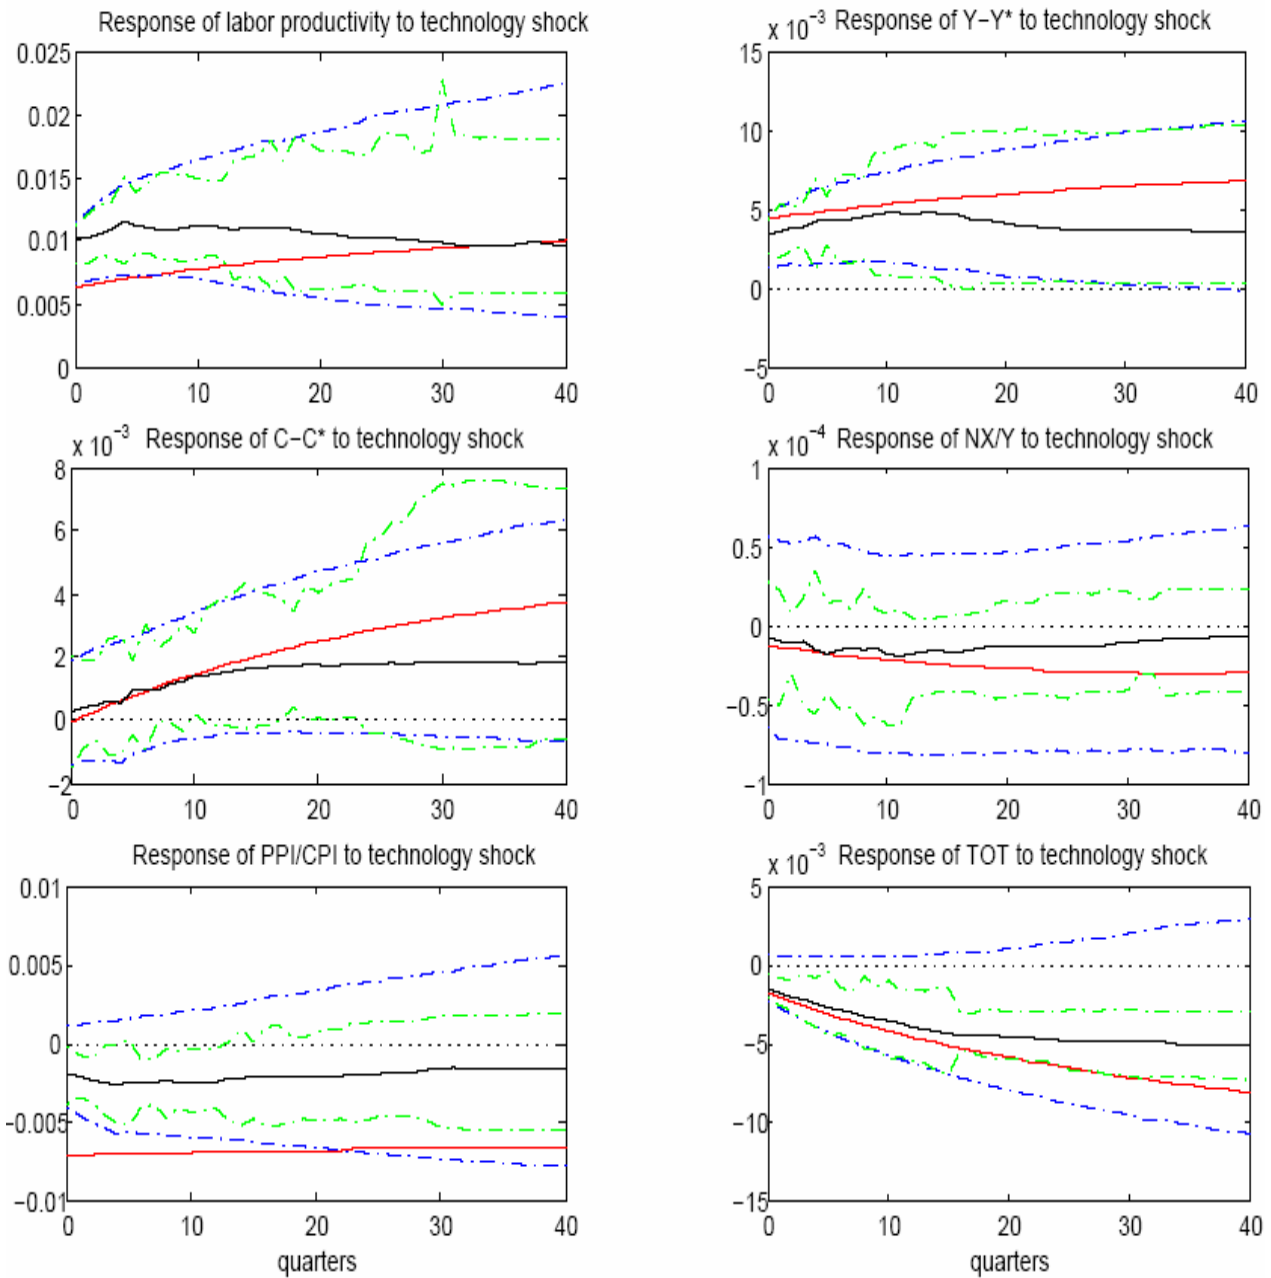 Response of labor productivity to technology shock
0.025
0.02
0.015
0.01
0.005
0
0 10 20 30 40
x 10⁻³ Response of Y−Y* to technology shock
15
10
5
0
−5
0 10 20 30 40
x 10⁻³ Response of C−C* to technology shock
8
6
4
2
0
−2
0 10 20 30 40
x 10⁻⁴ Response of NX/Y to technology shock
1
0.5
0
−0.5
−1
0 10 20 30 40
Response of PPI/CPI to technology shock
0.01
0.005
0
−0.005
−0.01
0 10 20 30 40
quarters
x 10⁻³ Response of TOT to technology shock
5
0
−5
−10
−15
0 10 20 30 40
quarters